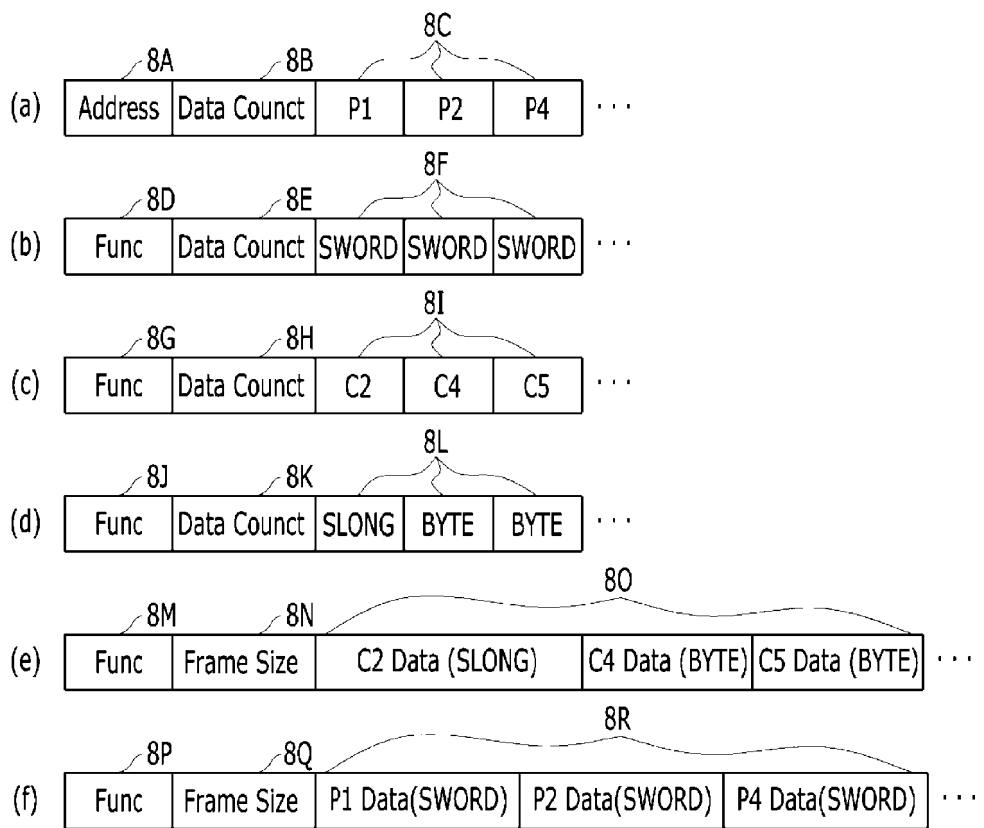 8C
8A 8B
(a) Address Data Counct P1 P2 P4 ...
8F
8D 8E
(b) Func Data Counct SWORD SWORD SWORD ...
8I
8G 8H
(c) Func Data Counct C2 C4 C5 ...
8L
8J 8K
(d) Func Data Counct SLONG BYTE BYTE ...
8O
8M 8N
(e) Func Frame Size C2 Data (SLONG) C4 Data (BYTE) C5 Data (BYTE) ...
8R
8P 8Q
(f) Func Frame Size P1 Data(SWORD) P2 Data(SWORD) P4 Data(SWORD) ...